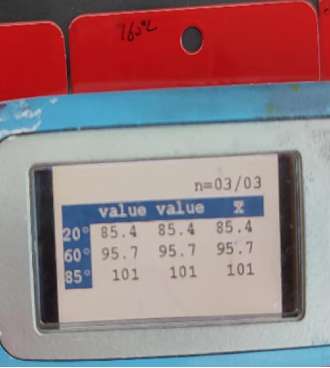 160°C
n=03/03
value value x̅
20° 85.4 85.4 85.4
60° 95.7 95.7 95.7
85° 101 101 101